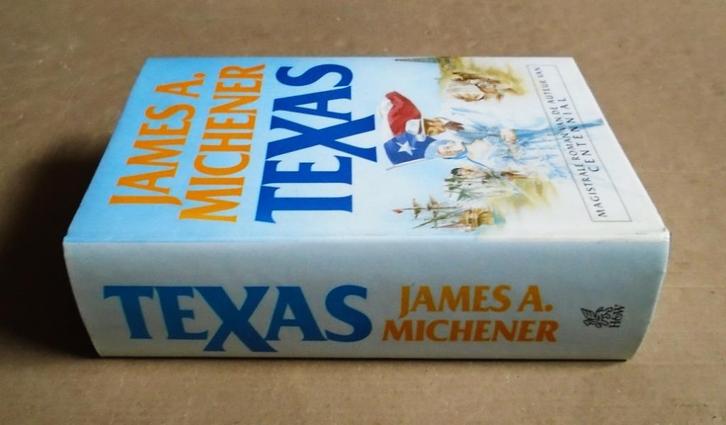 JAMES A.
MICHENER
TEXAS
MAGISTRALE ROMAN VAN DE AUTEUR VAN
CENTENNIAL
TEXAS
JAMES A.
MICHENER
H&W